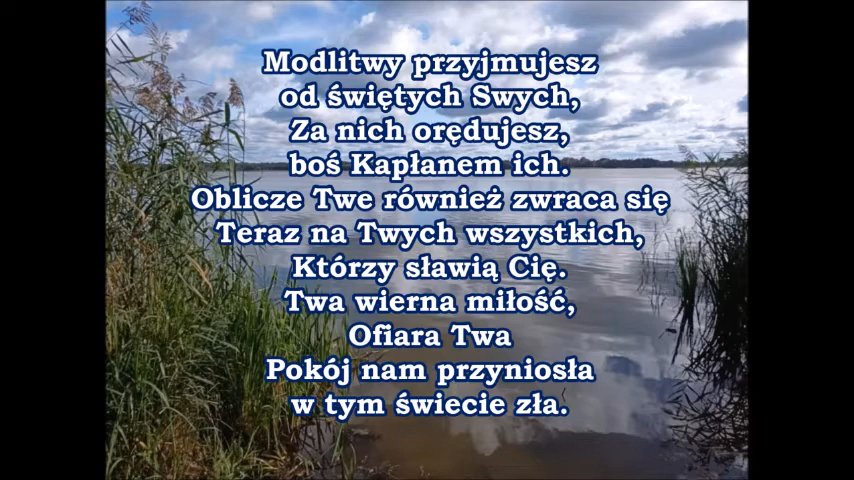 Modlitwy przyjmujesz
od świętych Swych,
Za nich orędujesz,
boś Kapłanem ich.
Oblicze Twe również zwraca się
Teraz na Twych wszystkich,
Którzy sławią Cię.
Twa wierna miłość,
Ofiara Twa
Pokój nam przyniosła
w tym świecie zła.